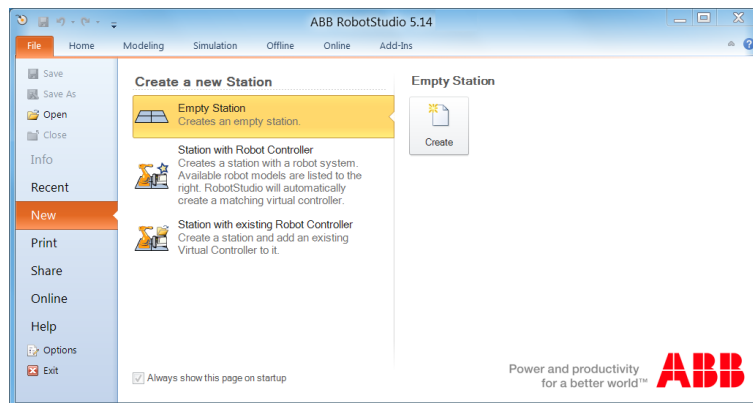 ABB RobotStudio 5.14
File Home Modeling Simulation Offline Online Add-Ins
Save
Save As
Open
Close
Info
Recent
New
Print
Share
Online
Help
Options
Exit
Create a new Station
Empty Station
Creates an empty station.
Station with Robot Controller
Creates a station with a robot system.
Available robot models are listed to the
right. RobotStudio will automatically
create a matching virtual controller.
Station with existing Robot Controller
Create a station and add an existing
Virtual Controller to it.
Always show this page on startup
Empty Station
Create
Power and productivity
for a better world™
ABB